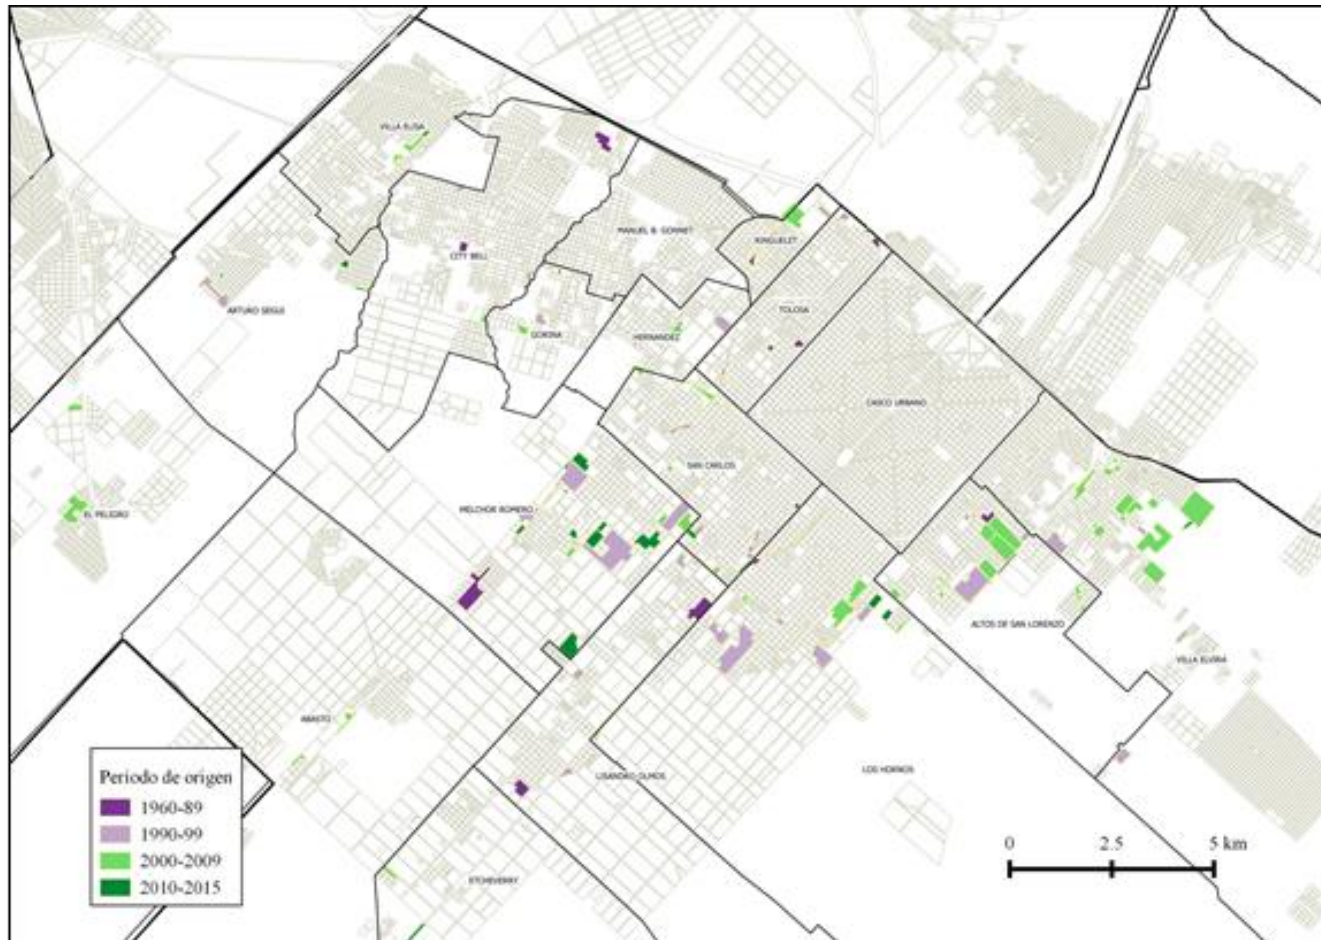 VILLA ELISA
MANUEL B. GONNET
RINGUELET
CITY BELL
ARTURO SEGUI
TOLOSA
GORINA
HERNANDEZ
CASCO URBANO
SAN CARLOS
MELCHOR ROMERO
EL PELIGRO
ALTOS DE SAN LORENZO
VILLA ELVIRA
ABASTO
LISANDRO OLMOS
LOS HORNOS
ETCHEVERRY
Periodo de origen
1960-89
1990-99
2000-2009
2010-2015
0 2.5 5 km